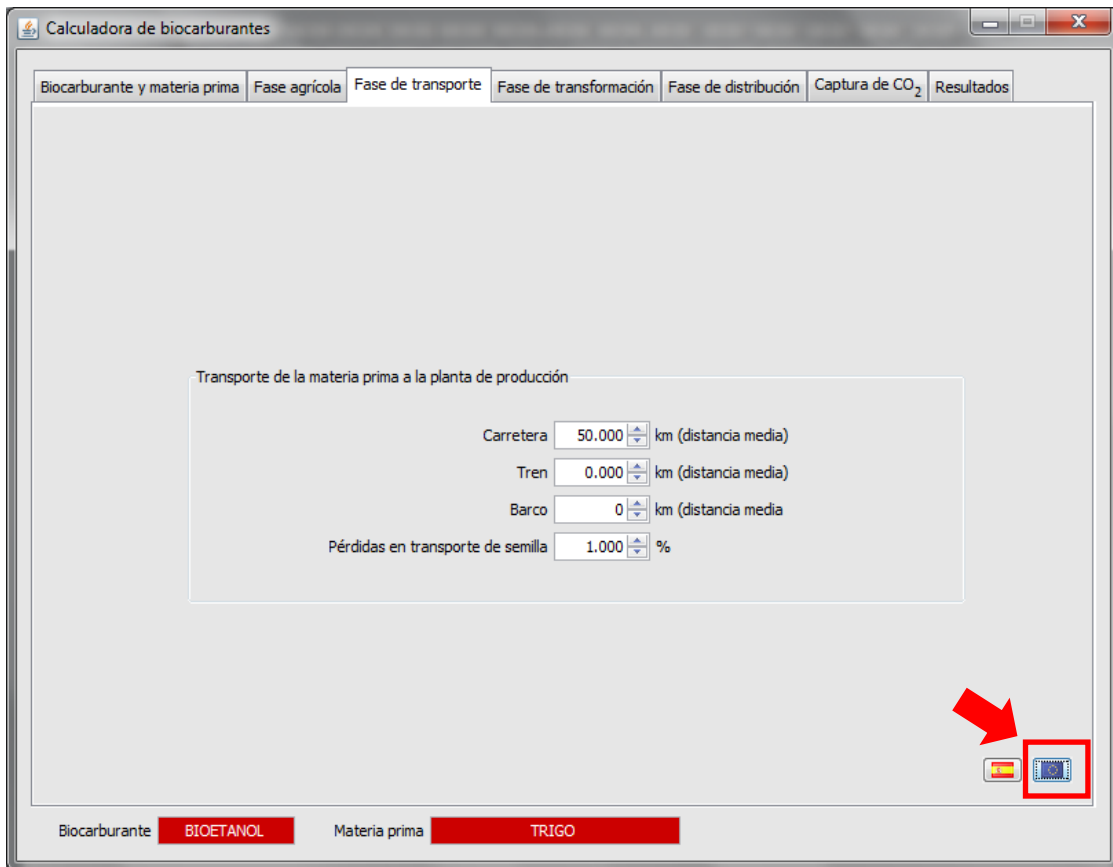 Calculadora de biocarburantes
Biocarburante y materia prima Fase agrícola Fase de transporte Fase de transformación Fase de distribución Captura de CO2 Resultados
Transporte de la materia prima a la planta de producción
Carretera 50.000 km (distancia media)
Tren 0.000 km (distancia media)
Barco 0 km (distancia media
Pérdidas en transporte de semilla 1.000 %
Biocarburante BIOETANOL Materia prima TRIGO